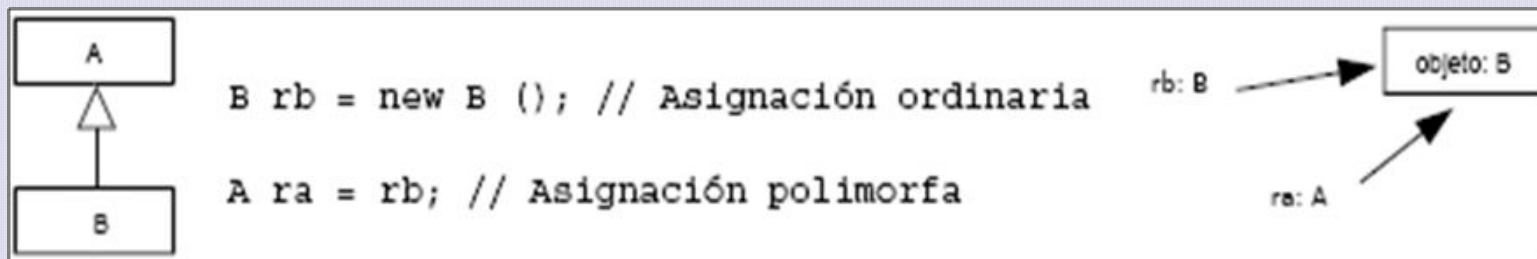 A
B
B rb = new B (); // Asignación ordinaria
A ra = rb; // Asignación polimorfa
rb: B
objeto: B
ra: A